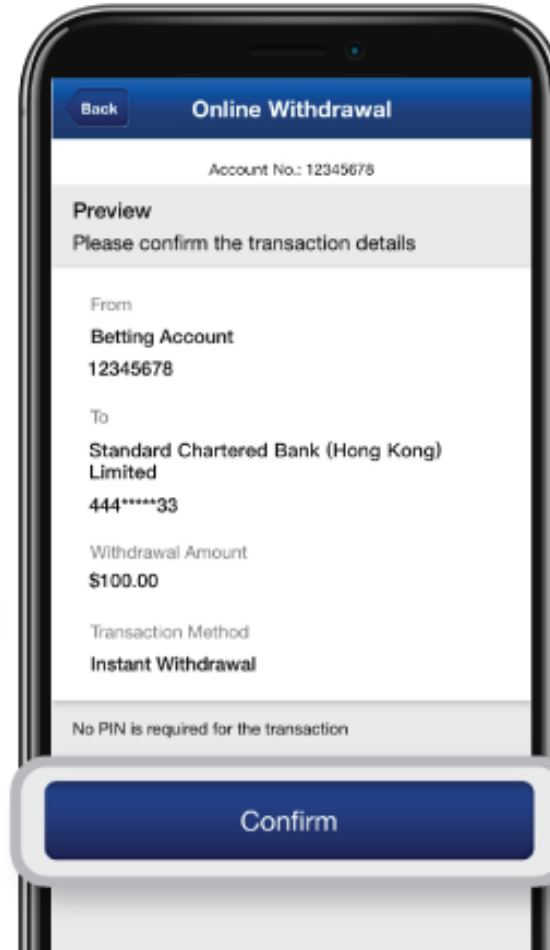 Back
Online Withdrawal
Account No.: 12345678
Preview
Please confirm the transaction details
From
Betting Account
12345678
To
Standard Chartered Bank (Hong Kong)
Limited
444*****33
Withdrawal Amount
$100.00
Transaction Method
Instant Withdrawal
No PIN is required for the transaction
Confirm